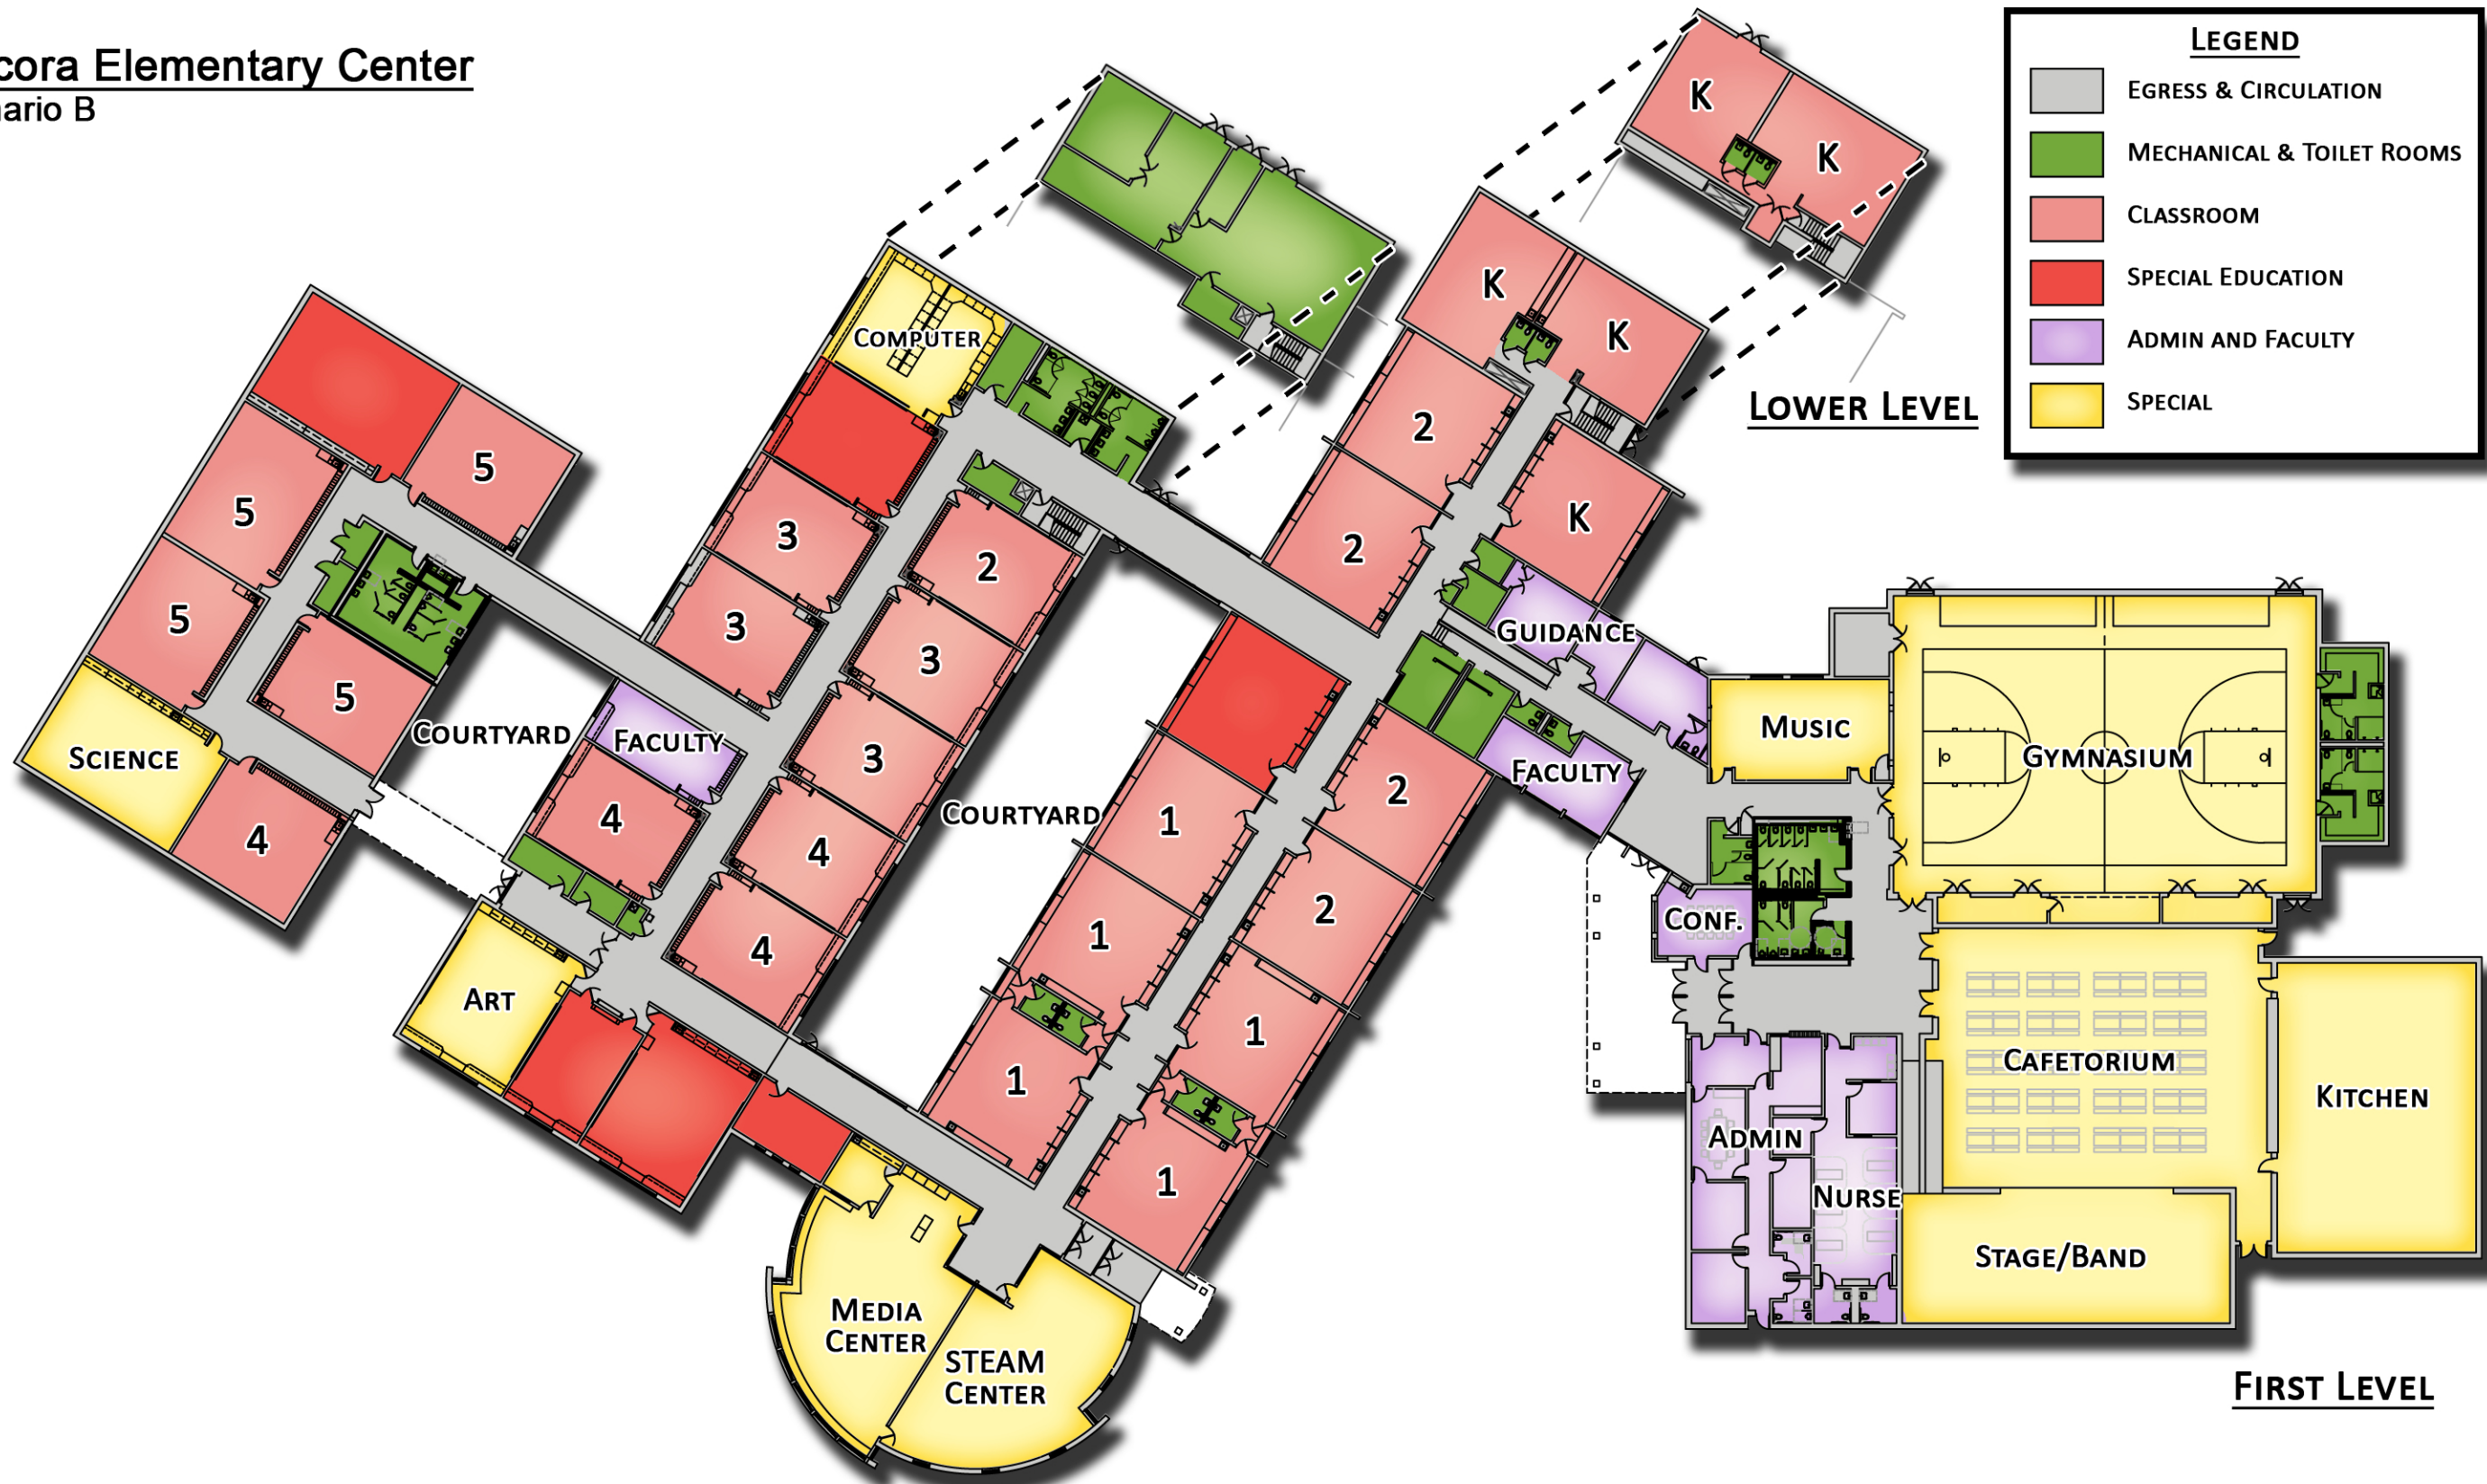 cora Elementary Center
nario B
LEGEND
EGRESS & CIRCULATION
MECHANICAL & TOILET ROOMS
CLASSROOM
SPECIAL EDUCATION
ADMIN AND FACULTY
SPECIAL
K
K
LOWER LEVEL
K
K
COMPUTER
2
5
5
K
3
2
2
5
3
3
GUIDANCE
5
COURTYARD
FACULTY
3
MUSIC
GYMNASIUM
SCIENCE
FACULTY
2
4
4
4
COURTYARD
1
2
CONF.
4
1
ART
1
CAFETORIUM
1
KITCHEN
ADMIN
1
NURSE
STAGE/BAND
MEDIA
CENTER
STEAM
CENTER
FIRST LEVEL